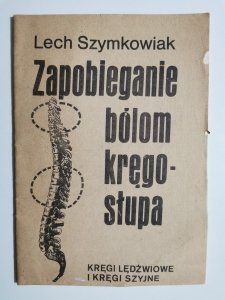 Lech Szymkowiak
Zapobieganie
bólom
kręgo-
słupa
KRĘGI LĘDŹWIOWE
I KRĘGI SZYJNE